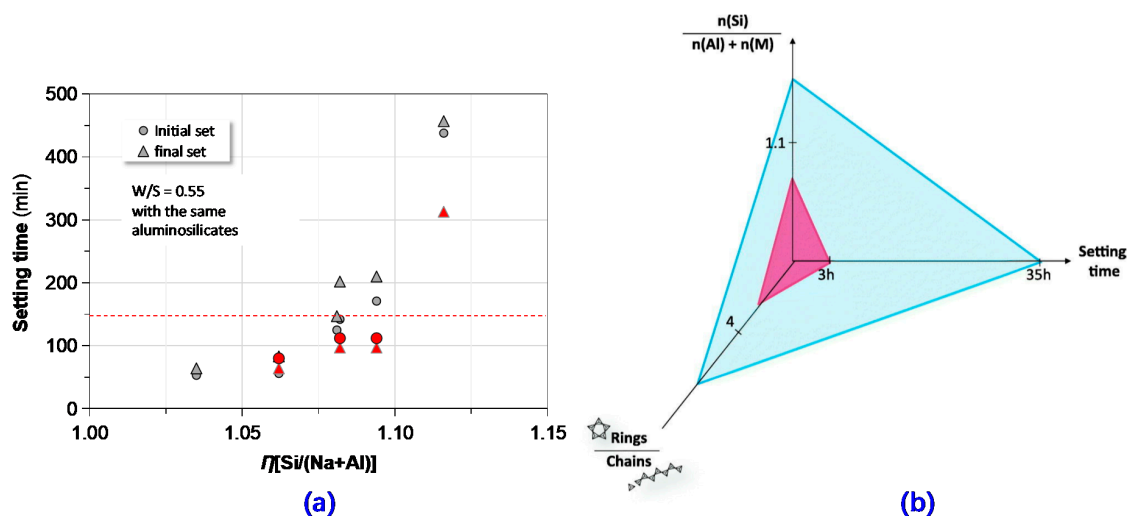 500
400
300
200
100
0
Setting time (min)
Initial set
final set
W/S = 0.55
with the same
aluminosilicates
1.00
1.05
1.10
1.15
Π[Si/(Na+Al)]
(a)
n(Si)
n(Al) + n(M)
1.1
3h
35h
Setting
time
4
Rings
Chains
(b)